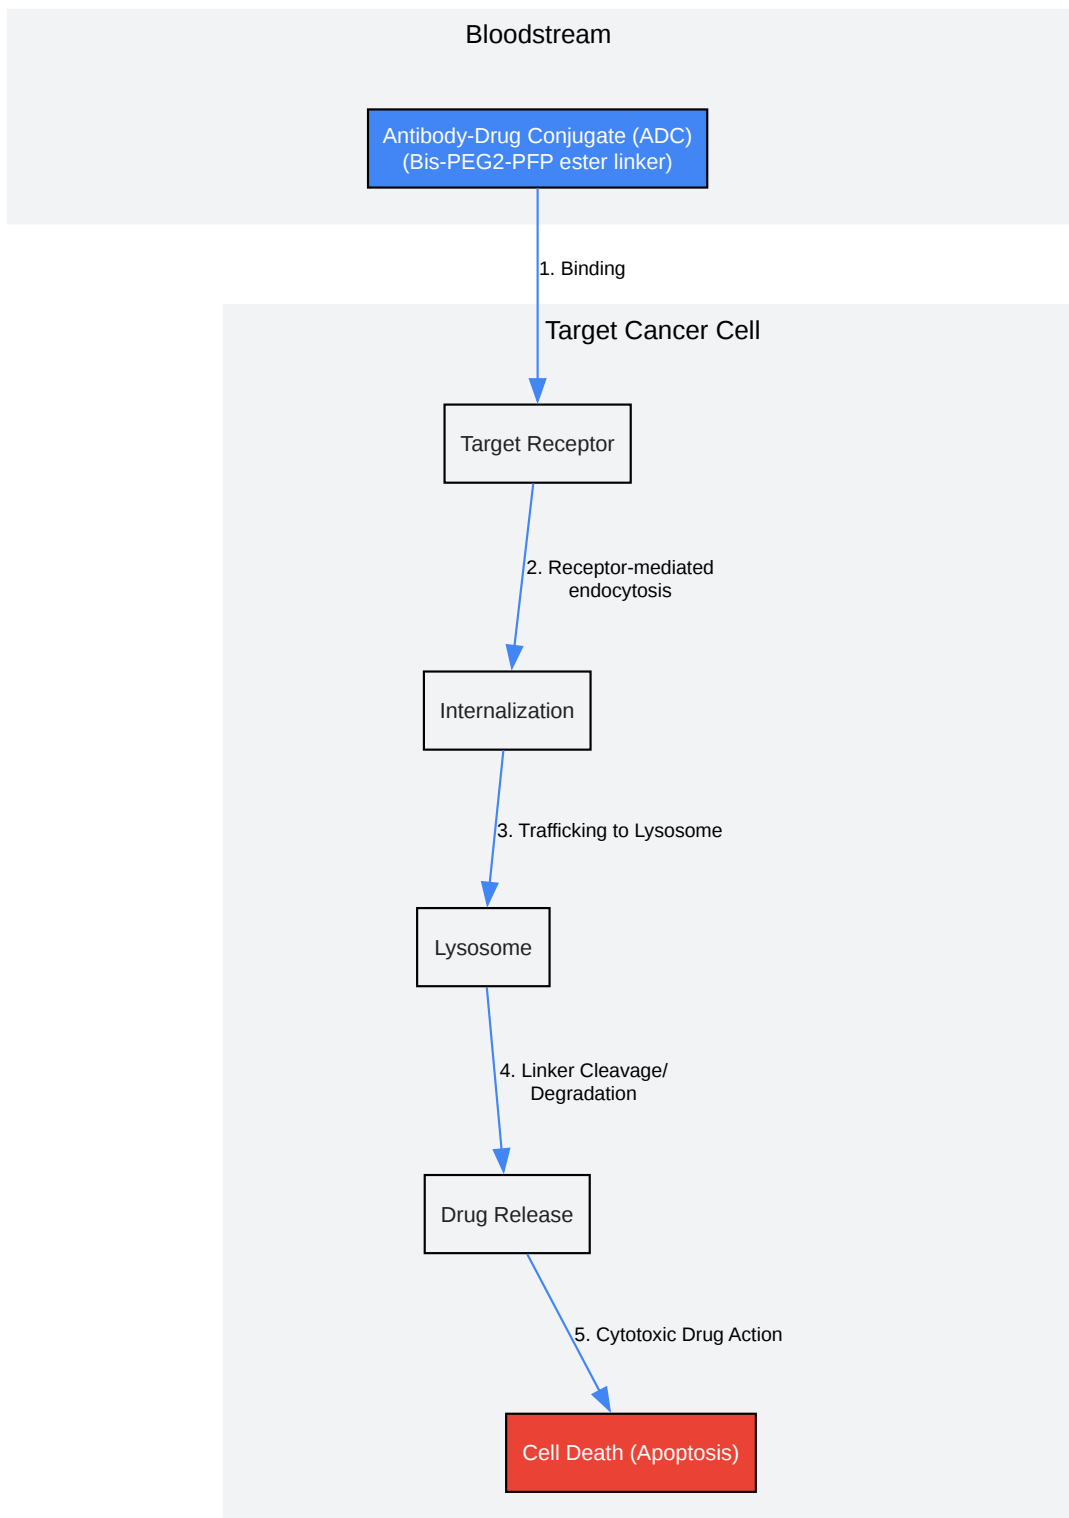 Bloodstream
Antibody-Drug Conjugate (ADC)
(Bis-PEG2-PFP ester linker)
1. Binding
Target Cancer Cell
Target Receptor
2. Receptor-mediated
endocytosis
Internalization
3. Trafficking to Lysosome
Lysosome
4. Linker Cleavage/
Degradation
Drug Release
5. Cytotoxic Drug Action
Cell Death (Apoptosis)